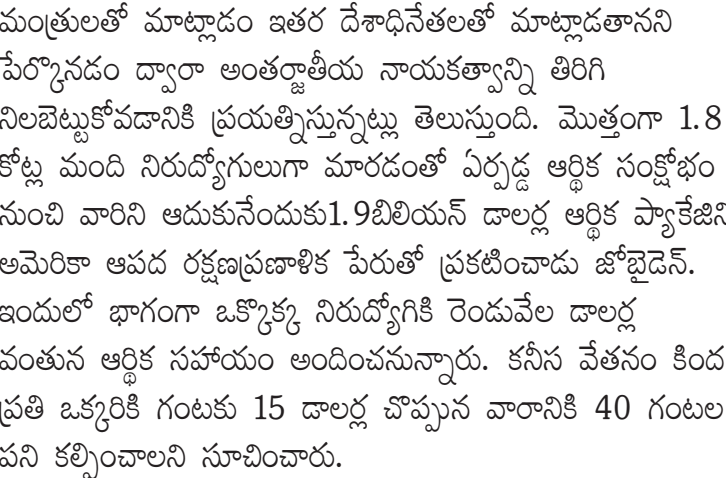 మంత్రులతో మాట్లాడం ఇతర దేశాధినేతలతో మాట్లాడతానని
పేర్కొనడం ద్వారా అంతర్జాతీయ నాయకత్వాన్ని తిరిగి
నిలబెట్టుకోవడానికి ప్రయత్నిస్తున్నట్లు తెలుస్తుంది. మొత్తంగా 1.8
కోట్ల మంది నిరుద్యోగులుగా మారడంతో ఏర్పడ్డ ఆర్థిక సంక్షోభం
నుంచి వారిని ఆదుకునేందుకు1.9బిలియన్ డాలర్ల ఆర్థిక ప్యాకేజిని
అమెరికా ఆపద రక్షణప్రణాళిక పేరుతో ప్రకటించాడు జోబైడెన్.
ఇందులో భాగంగా ఒక్కొక్క నిరుద్యోగికి రెండువేల డాలర్ల
వంతున ఆర్థిక సహాయం అందించనున్నారు. కనీస వేతనం కింద
ప్రతి ఒక్కరికి గంటకు 15 డాలర్ల చొప్పున వారానికి 40 గంటల
పని కల్పించాలని సూచించారు.